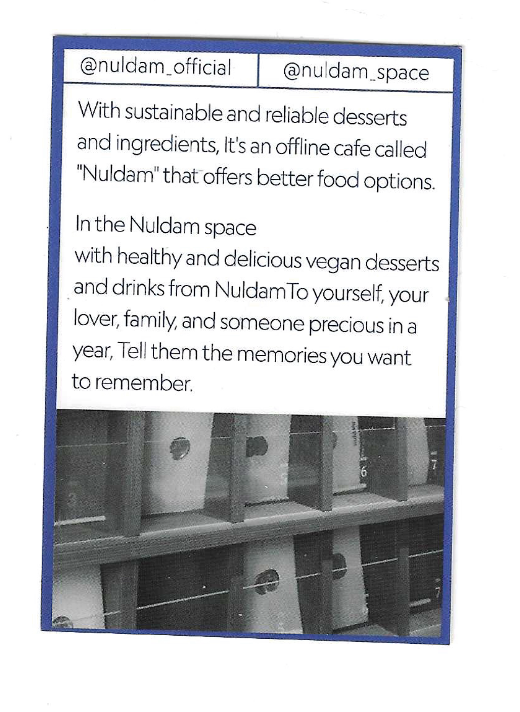 @nuldam_official
@nuldam_space
With sustainable and reliable desserts
and ingredients, It's an offline cafe called
"Nuldam" that offers better food options.
In the Nuldam space
with healthy and delicious vegan desserts
and drinks from NuldamTo yourself, your
lover, family, and someone precious in a
year, Tell them the memories you want
to remember.
3
6
7
7